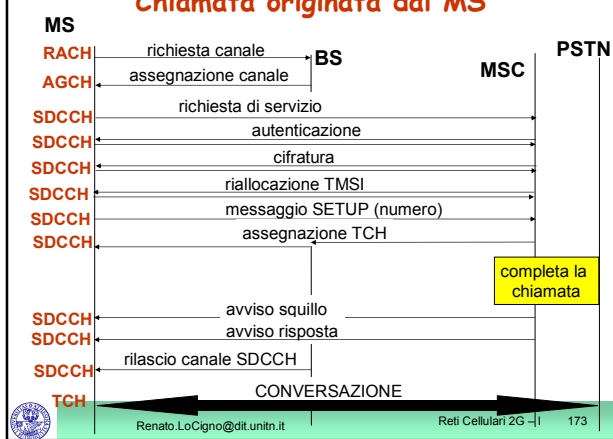 Chiamata originata dal MS
MS
BS
MSC
PSTN
RACH
richiesta canale
AGCH
assegnazione canale
SDCCH
richiesta di servizio
SDCCH
autenticazione
SDCCH
cifratura
SDCCH
riallocazione TMSI
SDCCH
messaggio SETUP (numero)
SDCCH
assegnazione TCH
completa la
chiamata
SDCCH
avviso squillo
SDCCH
avviso risposta
SDCCH
rilascio canale SDCCH
TCH
CONVERSAZIONE
Renato.LoCigno@dit.unitn.it
Reti Cellulari 2G – I 173